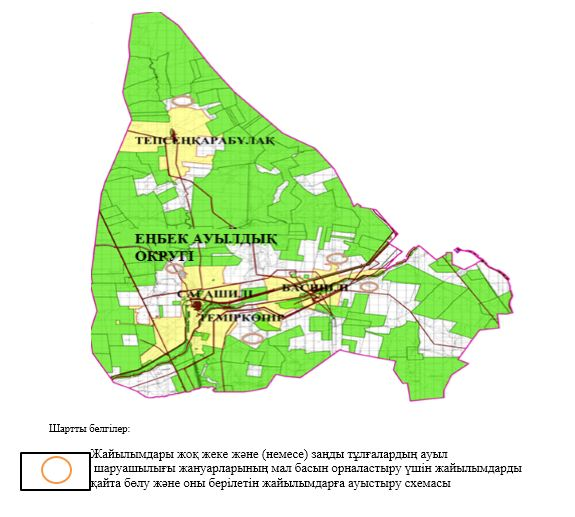 ТЕПСЕҢҚАРАБҰЛАҚ
ЕҢБЕК АУЫЛДЫҚ
ОКРУГІ
ТЕМІРКӨПІР
Шартты белгілер:
Жайылымдары жоқ жеке және (немесе) заңды тұлғалардың ауыл
шаруашылығы жануарларының мал басын орналастыру үшін жайылымдарды
қайта бөлу және оны берілетін жайылымдарға ауыстыру схемасы